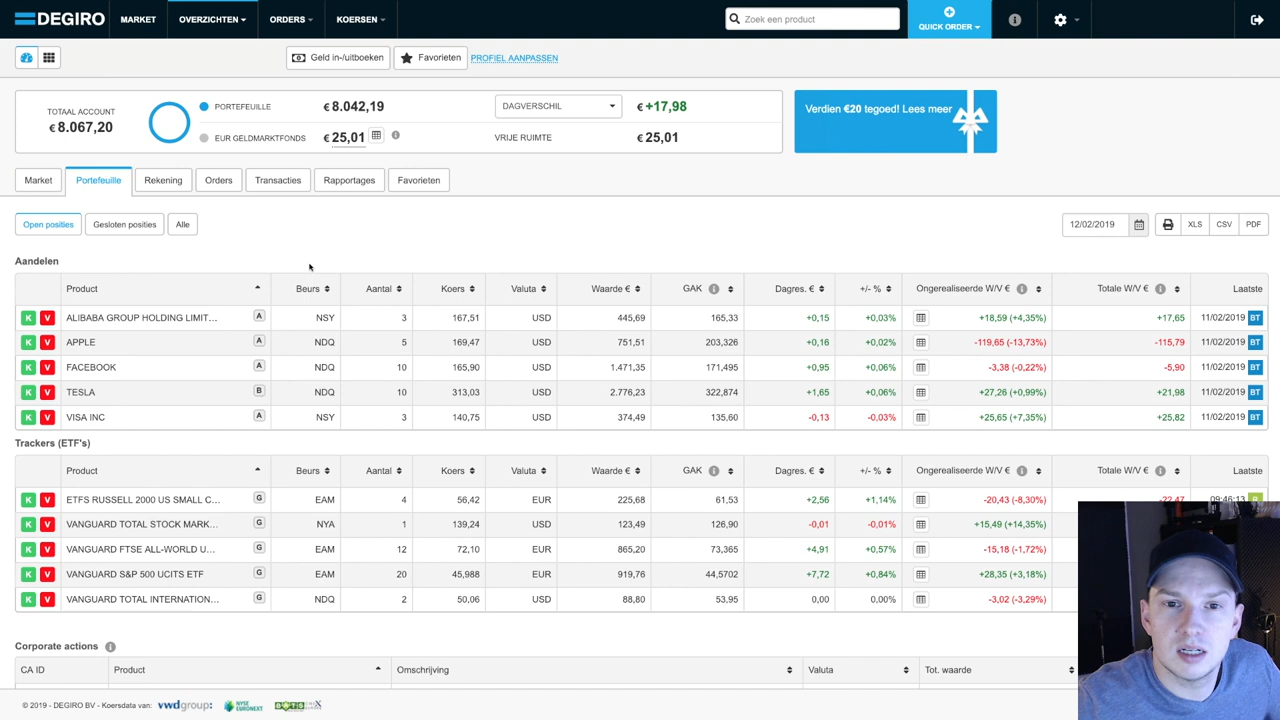 DEGIRO MARKET OVERZICHTEN ORDERS KOERSEN Zoek een product QUICK ORDER
Geld in-/uitboeken Favorieten PROFIEL AANPASSEN
TOTAAL ACCOUNT
€ 8.067,20
PORTEFEUILLE € 8.042,19 DAGVERSCHIL € +17,98
EUR GELDMARKTFONDS € 25,01 VRIJE RUIMTE € 25,01
Verdien €20 tegoed! Lees meer
Market Portefeuille Rekening Orders Transacties Rapportages Favorieten
Open posities Gesloten posities Alle 12/02/2019 XLS CSV PDF
Aandelen
Product Beurs Aantal Koers Valuta Waarde € GAK Dagres. € +/- % Ongerealiseerde W/V € Totale W/V € Laatste
K V ALIBABA GROUP HOLDING LIMIT... A NSY 3 167,51 USD 445,69 165,33 +0,15 +0,03% +18,59 (+4,35%) +17,65 11/02/2019 BT
K V APPLE A NDQ 5 169,47 USD 751,51 203,326 +0,16 +0,02% -119,65 (-13,73%) -115,79 11/02/2019 BT
K V FACEBOOK A NDQ 10 165,90 USD 1.471,35 171,495 +0,95 +0,06% -3,38 (-0,22%) -5,90 11/02/2019 BT
K V TESLA B NDQ 10 313,03 USD 2.776,23 322,874 +1,65 +0,06% +27,26 (+0,99%) +21,98 11/02/2019 BT
K V VISA INC A NSY 3 140,75 USD 374,49 135,60 -0,13 -0,03% +25,65 (+7,35%) +25,82 11/02/2019 BT
Trackers (ETF's)
Product Beurs Aantal Koers Valuta Waarde € GAK Dagres. € +/- % Ongerealiseerde W/V € Totale W/V € Laatste
K V ETFS RUSSELL 2000 US SMALL C... G EAM 4 56,42 EUR 225,68 61,53 +2,56 +1,14% -20,43 (-8,30%) -22,47 09:46:13 R
K V VANGUARD TOTAL STOCK MARK... G NYA 1 139,24 USD 123,49 126,90 -0,01 -0,01% +15,49 (+14,35%)
K V VANGUARD FTSE ALL-WORLD U... G EAM 12 72,10 EUR 865,20 73,365 +4,91 +0,57% -15,18 (-1,72%)
K V VANGUARD S&P 500 UCITS ETF G EAM 20 45,988 EUR 919,76 44,5702 +7,72 +0,84% +28,35 (+3,18%)
K V VANGUARD TOTAL INTERNATION... G NDQ 2 50,06 USD 88,80 53,95 0,00 0,00% -3,02 (-3,29%)
Corporate actions
CA ID Product Omschrijving Valuta Tot. waarde
© 2019 - DEGIRO BV - Koersdata van: vwdgroup: NYSE EURONEXT